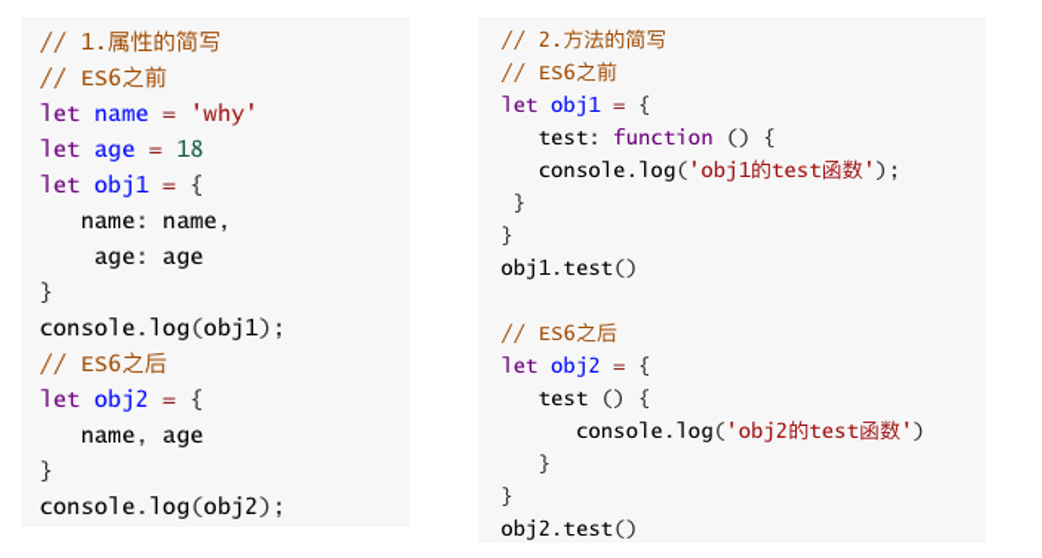 // 1.属性的简写
// ES6之前
let name = 'why'
let age = 18
let obj1 = {
   name: name,
    age: age
}
console.log(obj1);
// ES6之后
let obj2 = {
   name, age
}
console.log(obj2);
// 2.方法的简写
// ES6之前
let obj1 = {
   test: function () {
   console.log('obj1的test函数');
 }
}
obj1.test()
// ES6之后
let obj2 = {
   test () {
      console.log('obj2的test函数')
   }
}
obj2.test()